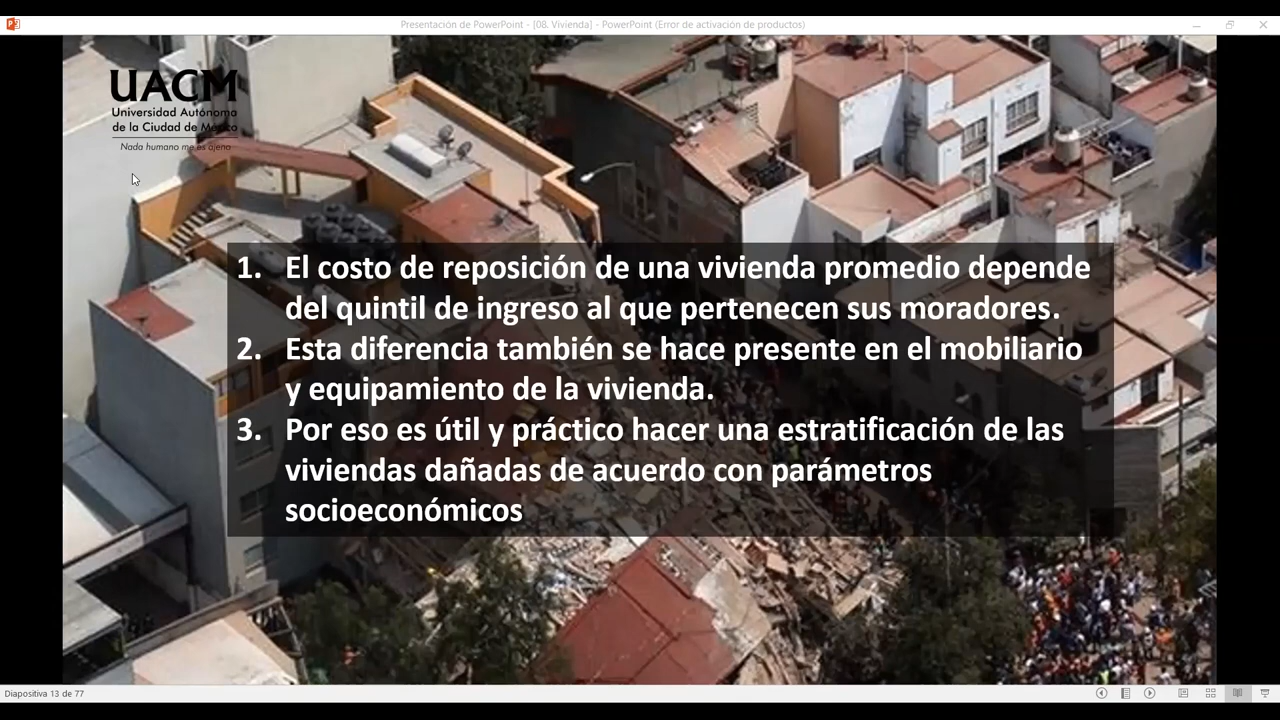 Presentación de PowerPoint - [08. Vivienda] - PowerPoint (Error de activación de productos)
UACM
Universidad Autónoma
de la Ciudad de México
Nada humano me es ajeno
1. El costo de reposición de una vivienda promedio depende
del quintil de ingreso al que pertenecen sus moradores.
2. Esta diferencia también se hace presente en el mobiliario
y equipamiento de la vivienda.
3. Por eso es útil y práctico hacer una estratificación de las
viviendas dañadas de acuerdo con parámetros
socioeconómicos
Diapositiva 13 de 77